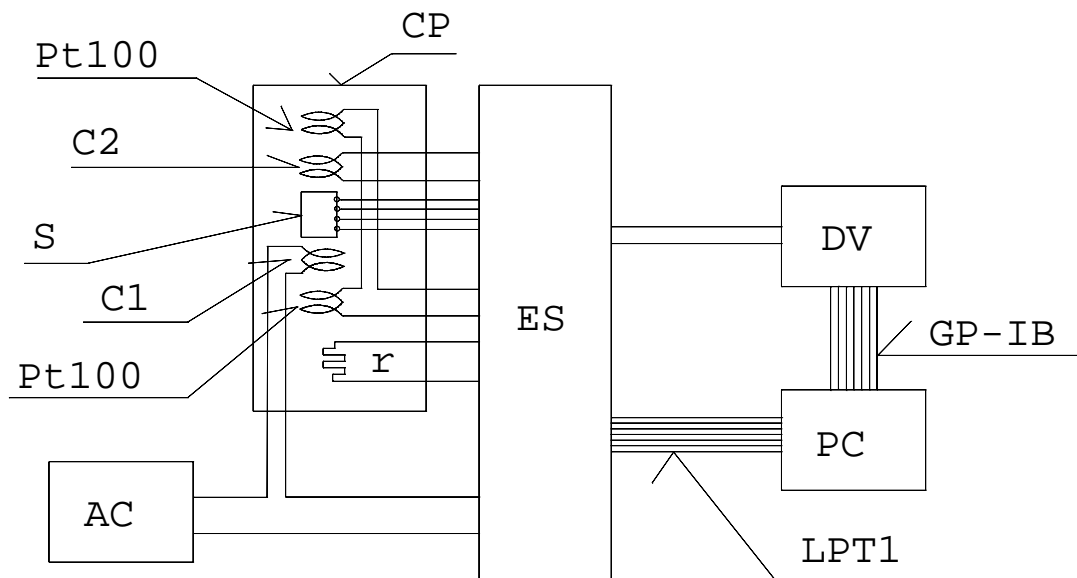 CP
Pt100
C2
S
C1
Pt100
r
ES
DV
GP-IB
PC
AC
LPT1